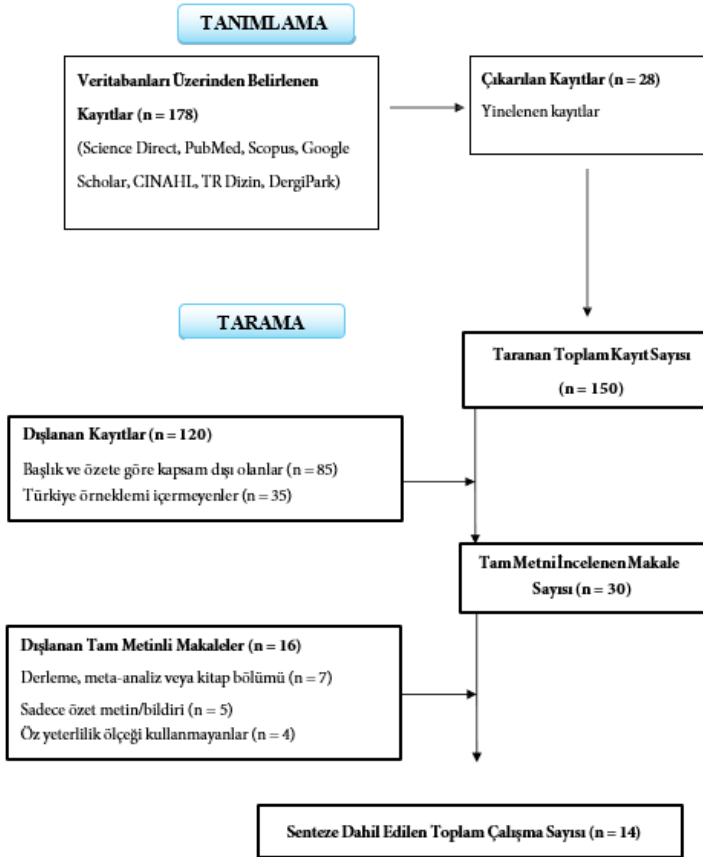 TANIMLAMA
Veritabanları Üzerinden Belirlenen
Kayıtlar (n = 178)
(Science Direct, PubMed, Scopus, Google
Scholar, CINAHL, TR Dizin, DergiPark)
Çıkarılan Kayıtlar (n = 28)
Yinelenen kayıtlar
TARAMA
Taranan Toplam Kayıt Sayısı
(n = 150)
Dışlanan Kayıtlar (n = 120)
Başlık ve özete göre kapsam dışı olanlar (n = 85)
Türkiye örneklemi içermeyenler (n = 35)
Tam Metni İncelenen Makale
Sayısı (n = 30)
Dışlanan Tam Metinli Makaleler (n = 16)
Derleme, meta-analiz veya kitap bölümü (n = 7)
Sadece özet metin/bildiri (n = 5)
Öz yeterlilik ölçeği kullanmayanlar (n = 4)
Senteze Dahil Edilen Toplam Çalışma Sayısı (n = 14)